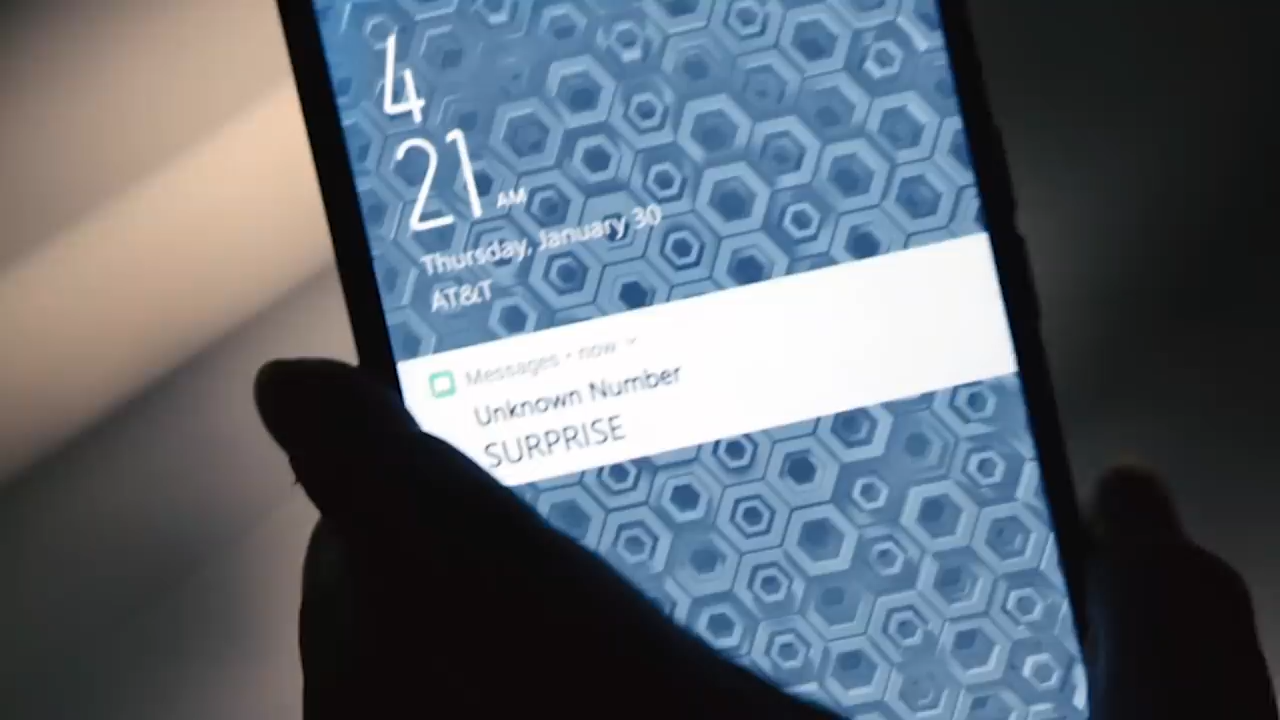 4
21 AM
Thursday, January 30
AT&T
Messages • now
Unknown Number
SURPRISE